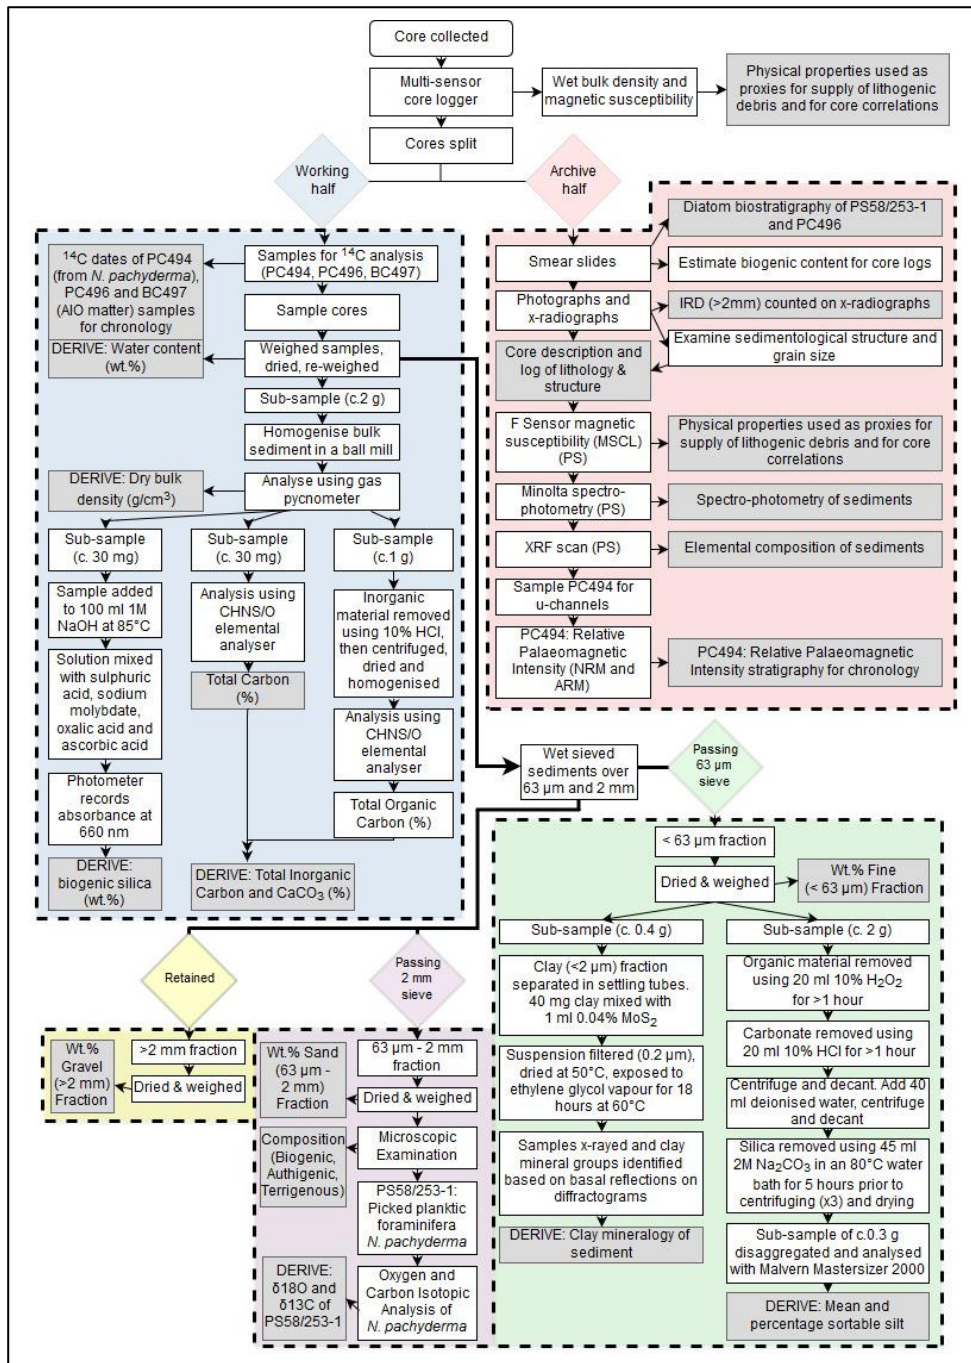 Core collected
Multi-sensor
core logger
Wet bulk density and
magnetic susceptibility
Physical properties used as
proxies for supply of lithogenic
debris and for core correlations
Cores split
Working
half
Archive
half
¹⁴C dates of PC494
(from N. pachyderma),
PC496 and BC497
(AIO matter) samples
for chronology
Samples for ¹⁴C analysis
(PC494, PC496, BC497)
Sample cores
DERIVE: Water content
(wt.%)
Weighed samples,
dried, re-weighed
Sub-sample (c.2 g)
Homogenise bulk
sediment in a ball mill
DERIVE: Dry bulk
density (g/cm³)
Analyse using gas
pycnometer
Sub-sample
(c. 30 mg)
Sample added
to 100 ml 1M
NaOH at 85°C
Solution mixed
with sulphuric
acid, sodium
molybdate,
oxalic acid and
ascorbic acid
Photometer
records
absorbance at
660 nm
DERIVE:
biogenic silica
(wt.%)
Sub-sample
(c. 30 mg)
Analysis using
CHNS/O
elemental
analyser
Total Carbon
(%)
Sub-sample
(c.1 g)
Inorganic
material removed
using 10% HCl,
then centrifuged,
dried and
homogenised
Analysis using
CHNS/O
elemental
analyser
Total Organic
Carbon (%)
DERIVE: Total Inorganic
Carbon and CaCO₃ (%)
Smear slides
Diatom biostratigraphy of PS58/253-1
and PC496
Estimate biogenic content for core logs
Photographs and
x-radiographs
IRD (>2mm) counted on x-radiographs
Examine sedimentological structure and
grain size
Core description and
log of lithology &
structure
F Sensor magnetic
susceptibility (MSCL)
(PS)
Physical properties used as proxies for
supply of lithogenic debris and for core
correlations
Minolta spectro-
photometry (PS)
Spectro-photometry of sediments
XRF scan (PS)
Elemental composition of sediments
Sample PC494 for
u-channels
PC494: Relative
Palaeomagnetic
Intensity (NRM and
ARM)
PC494: Relative Palaeomagnetic
Intensity stratigraphy for chronology
Wet sieved
sediments over
63 µm and 2 mm
Passing
63 µm
sieve
< 63 µm fraction
Dried & weighed
Wt.% Fine
(< 63 µm) Fraction
Sub-sample (c. 0.4 g)
Clay (<2 µm) fraction
separated in settling tubes.
40 mg clay mixed with
1 ml 0.04% MoS₂
Suspension filtered (0.2 µm),
dried at 50°C, exposed to
ethylene glycol vapour for 18
hours at 60°C
Samples x-rayed and clay
mineral groups identified
based on basal reflections on
diffractograms
DERIVE: Clay mineralogy of
sediment
Sub-sample (c. 2 g)
Organic material removed
using 20 ml 10% H₂O₂
for >1 hour
Carbonate removed using
20 ml 10% HCl for >1 hour
Centrifuge and decant. Add 40
ml deionised water, centrifuge
and decant
Silica removed using 45 ml
2M Na₂CO₃ in an 80°C water
bath for 5 hours prior to
centrifuging (x3) and drying
Sub-sample of c.0.3 g
disaggregated and analysed
with Malvern Mastersizer 2000
DERIVE: Mean and
percentage sortable silt
Retained
Wt.%
Gravel
(>2 mm)
Fraction
>2 mm fraction
Dried & weighed
Passing
2 mm
sieve
Wt.% Sand
(63 µm -
2 mm)
Fraction
63 µm - 2 mm
fraction
Dried & weighed
Composition
(Biogenic,
Authigenic,
Terrigenous)
Microscopic
Examination
PS58/253-1:
Picked planktic
foraminifera
N. pachyderma
DERIVE:
δ18O and
δ13C of
PS58/253-1
Oxygen and
Carbon Isotopic
Analysis of
N. pachyderma